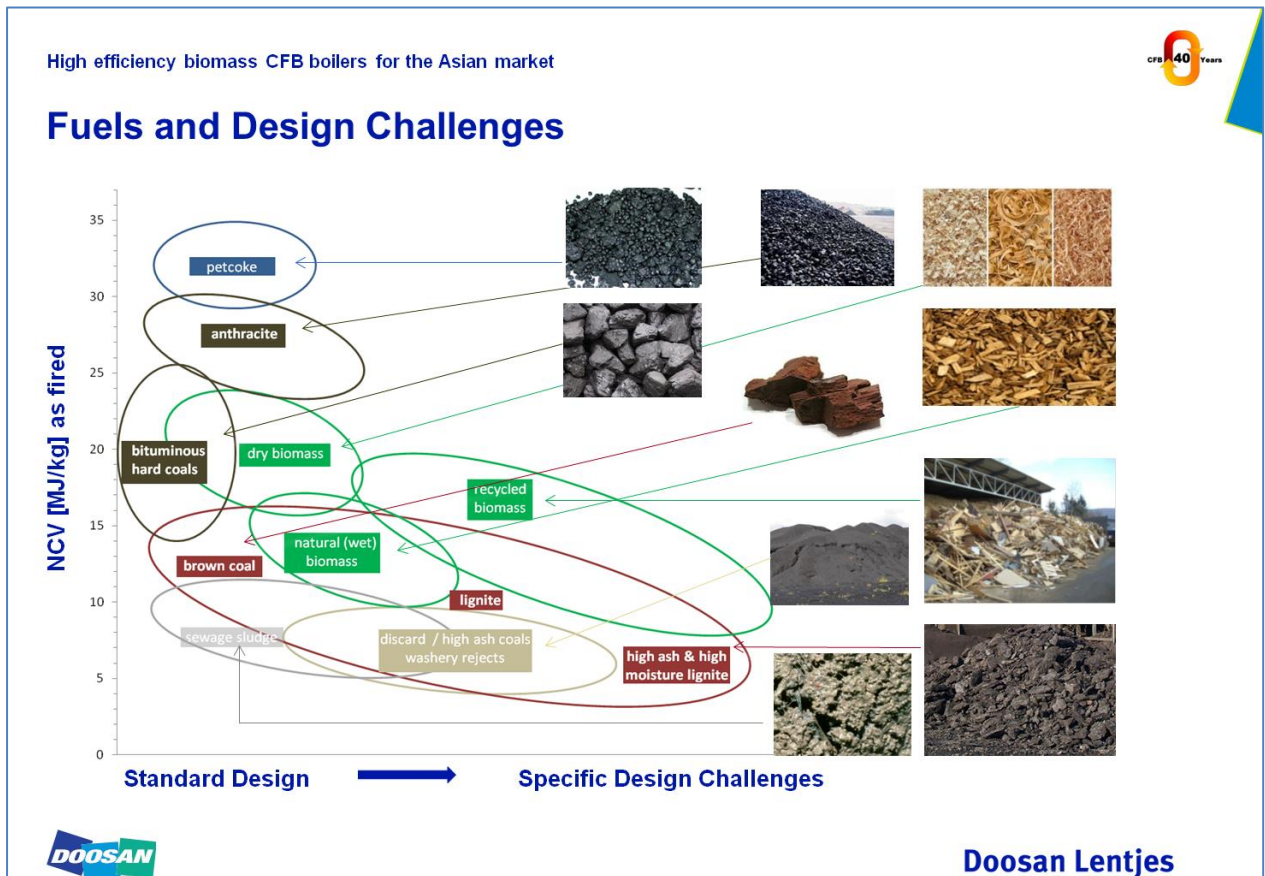 High efficiency biomass CFB boilers for the Asian market
CFB 40 Years
Fuels and Design Challenges
NCV [MJ/kg] as fired
35
30
25
20
15
10
5
0
petcoke
anthracite
bituminous
hard coals
dry biomass
recycled
biomass
natural (wet)
biomass
brown coal
lignite
sewage sludge
discard / high ash coals
washery rejects
high ash & high
moisture lignite
Standard Design
Specific Design Challenges
DOOSAN
Doosan Lentjes